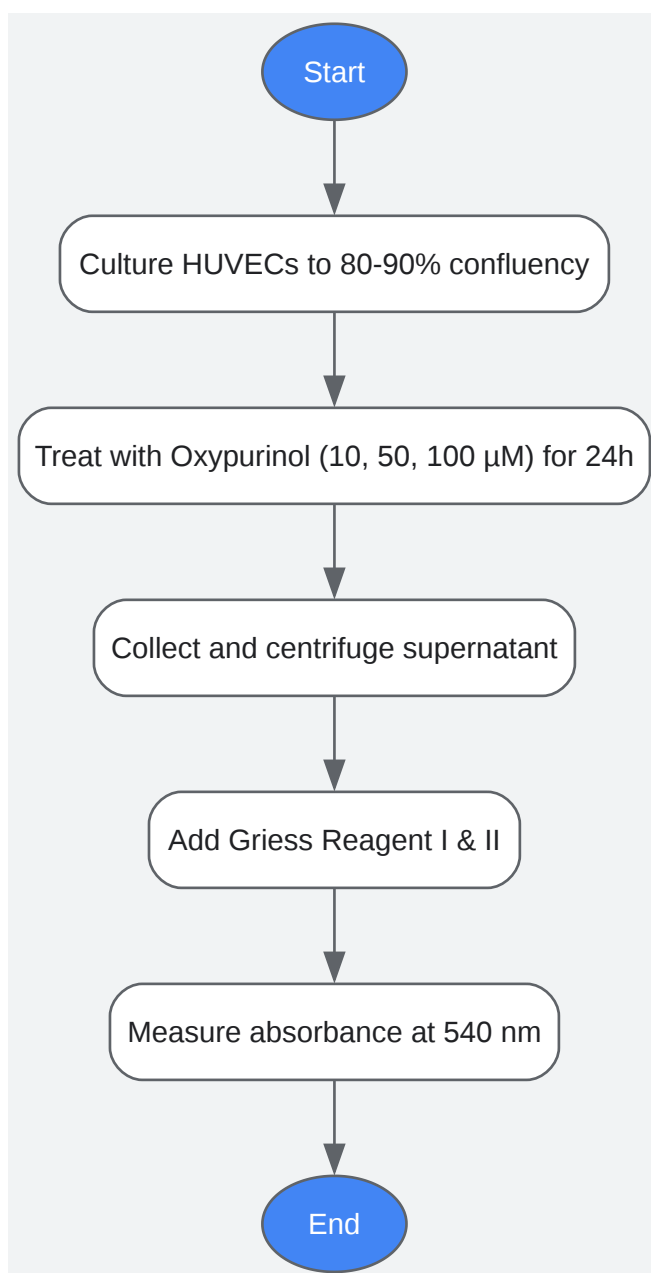 Start
Culture HUVECs to 80-90% confluency
Treat with Oxypurinol (10, 50, 100 µM) for 24h
Collect and centrifuge supernatant
Add Griess Reagent I & II
Measure absorbance at 540 nm
End